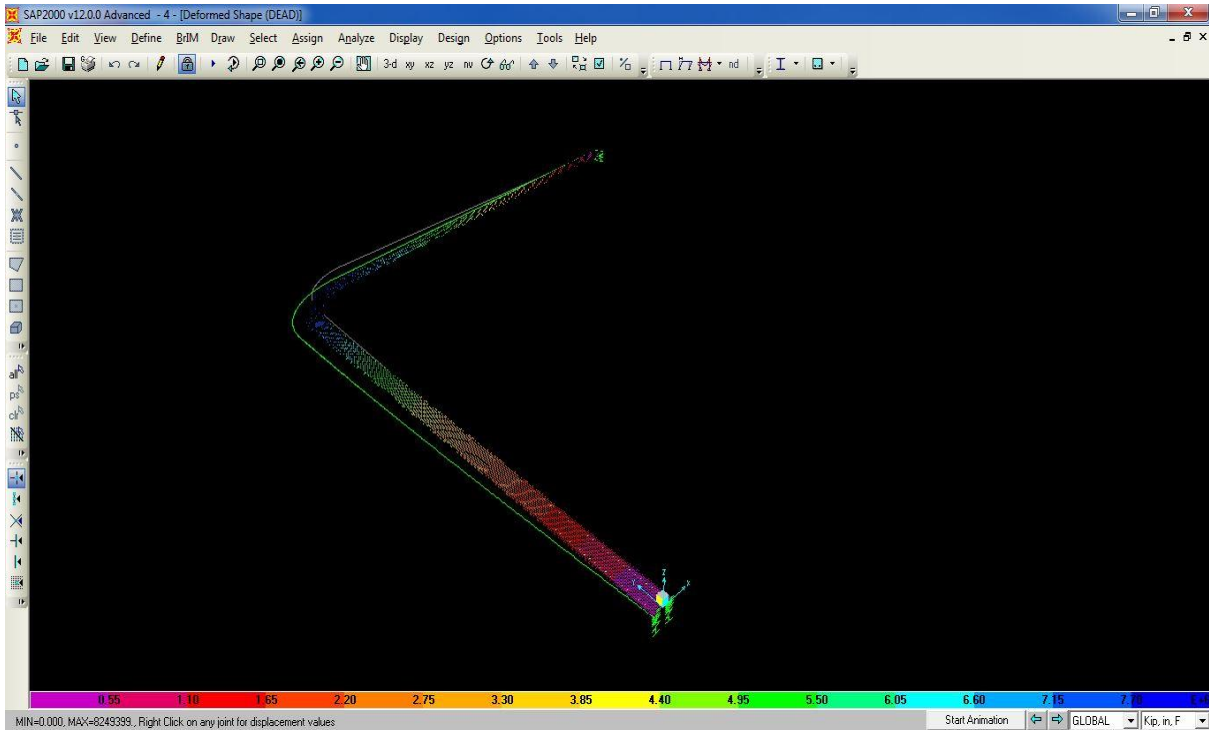 SAP2000 v12.0.0 Advanced - 4 - [Deformed Shape (DEAD)]
File Edit View Define BrIM Draw Select Assign Analyze Display Design Options Tools Help
3-d xy xz yz nv nd
all
ps
clr
Z
Y X
0.55 1.10 1.65 2.20 2.75 3.30 3.85 4.40 4.95 5.50 6.05 6.60 7.15
MIN=0.000, MAX=8249399., Right Click on any joint for displacement values
Start Animation GLOBAL Kip, in, F